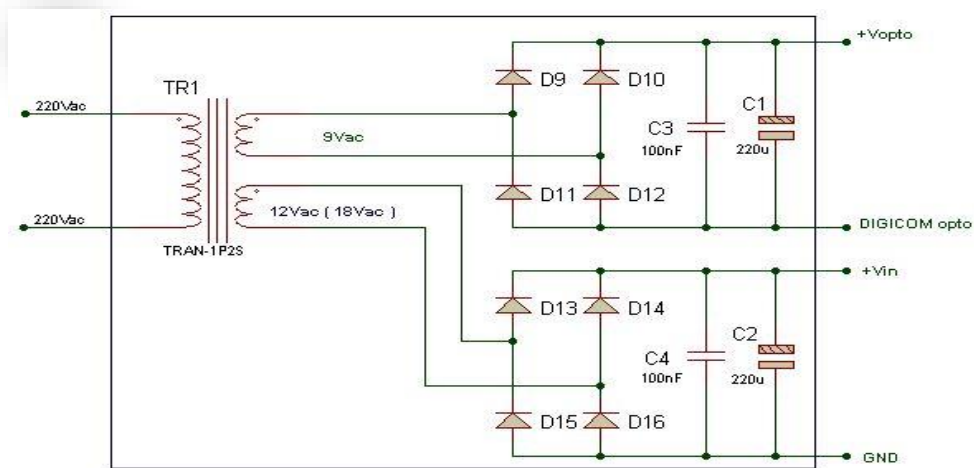 +Vopto
TR1
D9
D10
220Vac
C1
9Vac
C3
100nF
220u
D11
D12
12Vac ( 18Vac )
220Vac
DIGICOM opto
TRAN-1P2S
+Vin
D13
D14
C2
C4
100nF
220u
D15
D16
GND